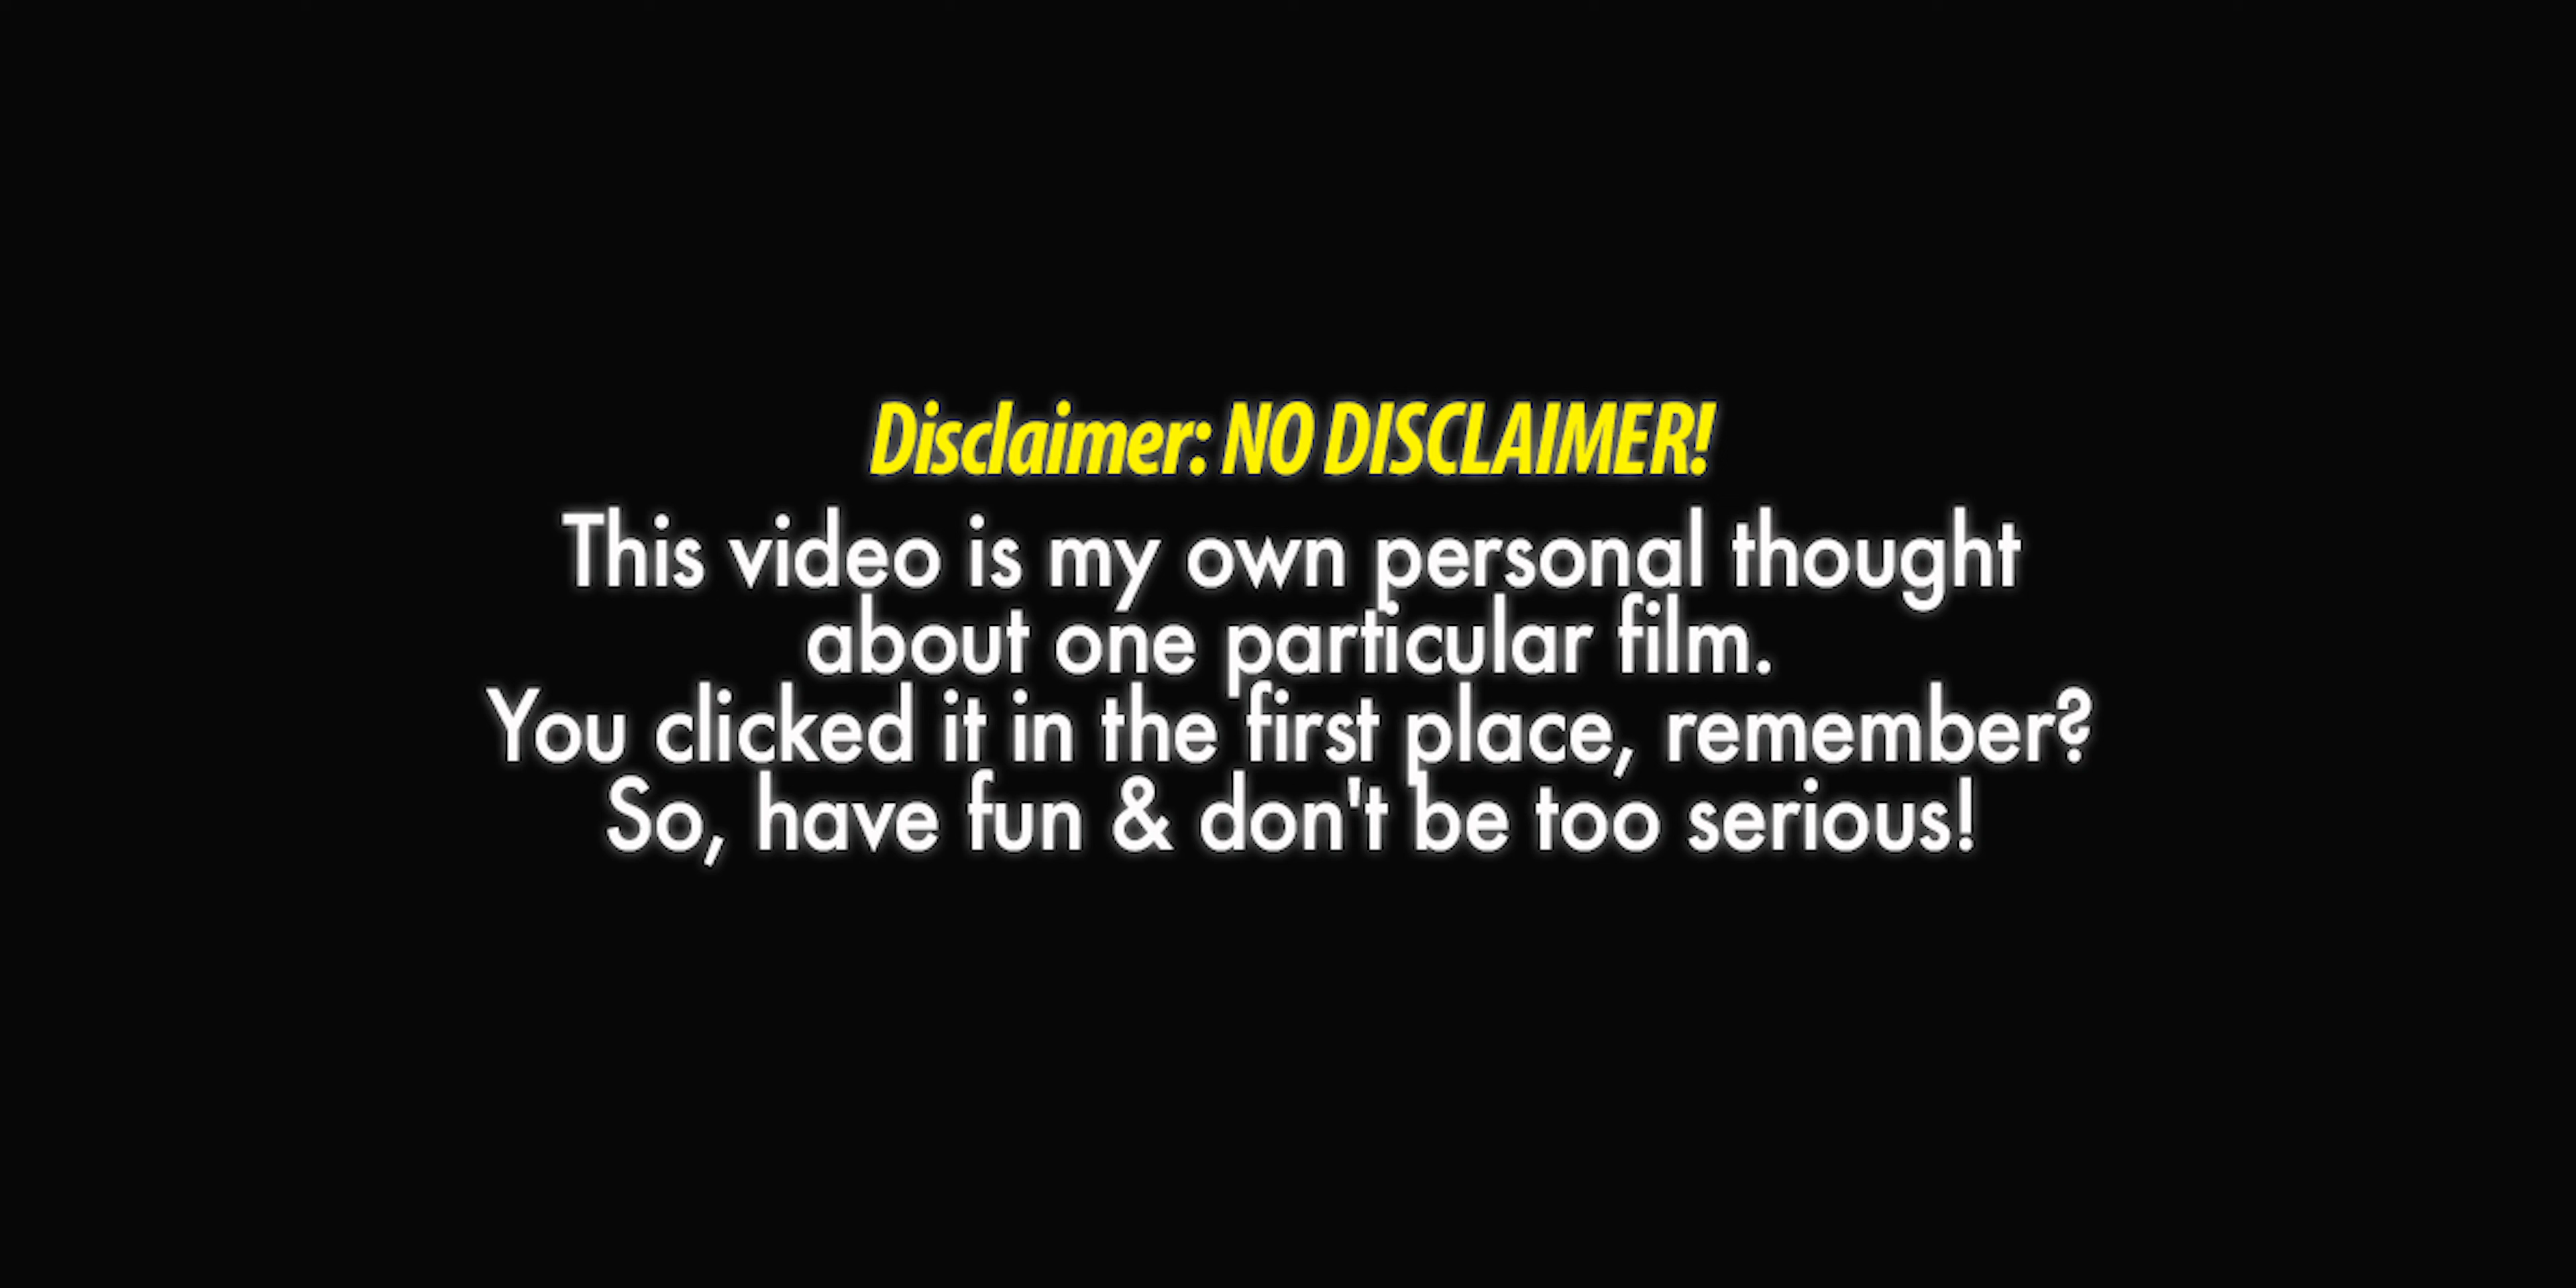 Disclaimer: NO DISCLAIMER!
This video is my own personal thought
about one particular film.
You clicked it in the first place, remember?
So, have fun & don't be too serious!